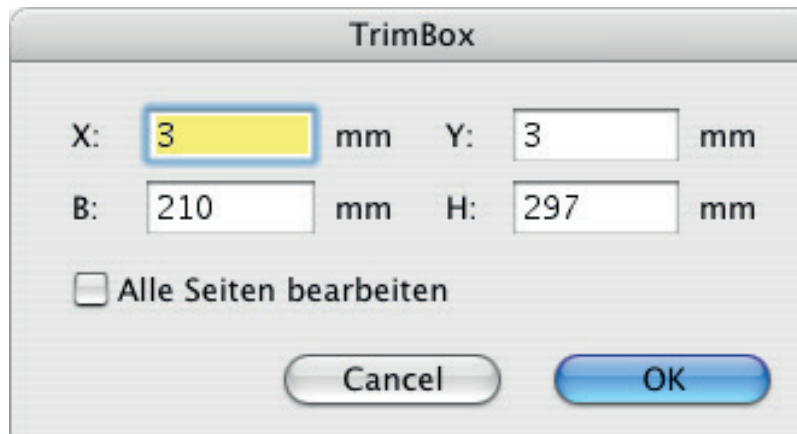 TrimBox
X: 3 mm Y: 3 mm
B: 210 mm H: 297 mm
Alle Seiten bearbeiten
Cancel OK